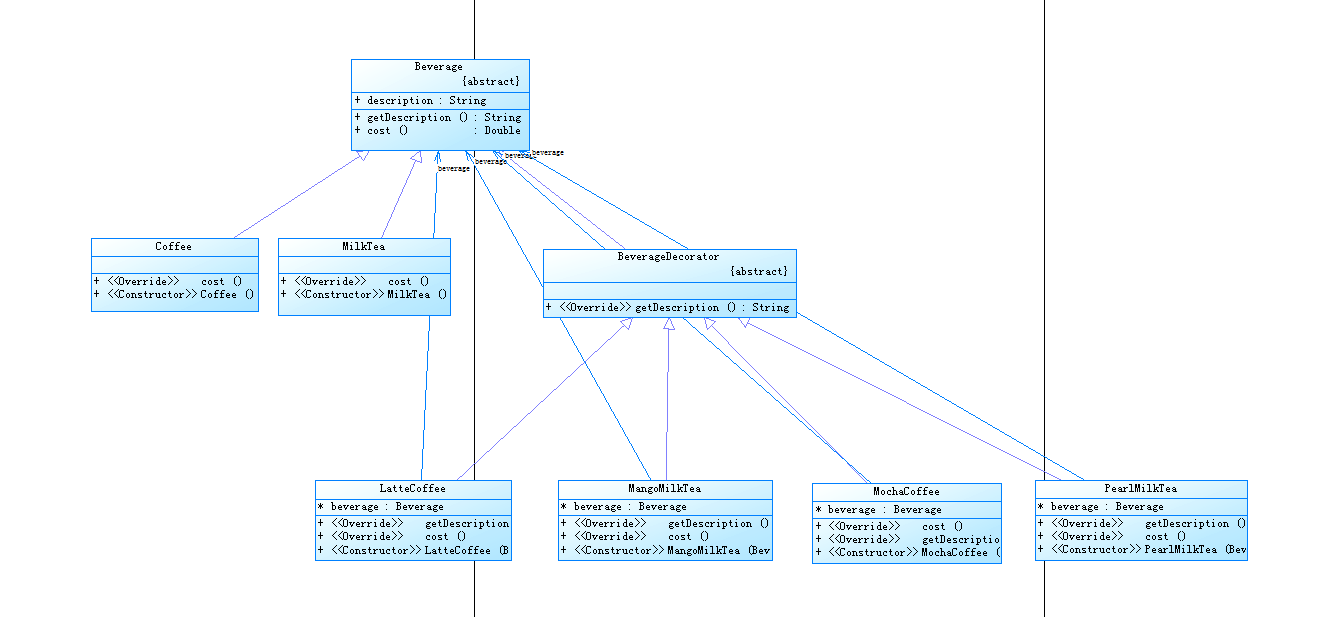 Beverage
{abstract}
+ description : String
+ getDescription () : String
+ cost () : Double
beverage
beverage
beverage
beverage
Coffee
+ <<Override>> cost ()
+ <<Constructor>> Coffee ()
MilkTea
+ <<Override>> cost ()
+ <<Constructor>> MilkTea ()
BeverageDecorator
{abstract}
+ <<Override>> getDescription () : String
LatteCoffee
* beverage : Beverage
+ <<Override>> getDescription
+ <<Override>> cost ()
+ <<Constructor>> LatteCoffee (B
MangoMilkTea
* beverage : Beverage
+ <<Override>> getDescription ()
+ <<Override>> cost ()
+ <<Constructor>> MangoMilkTea (Bev
MochaCoffee
* beverage : Beverage
+ <<Override>> cost ()
+ <<Override>> getDescriptio
+ <<Constructor>> MochaCoffee (
PearlMilkTea
* beverage : Beverage
+ <<Override>> getDescription ()
+ <<Override>> cost ()
+ <<Constructor>> PearlMilkTea (Bev